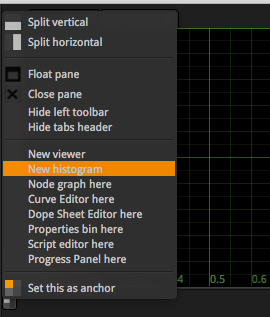 Split vertical
Split horizontal
Float pane
Close pane
Hide left toolbar
Hide tabs header
New viewer
New histogram
Node graph here
Curve Editor here
Dope Sheet Editor here
Properties bin here
Script editor here
Progress Panel here
Set this as anchor
4
0.5
0.6